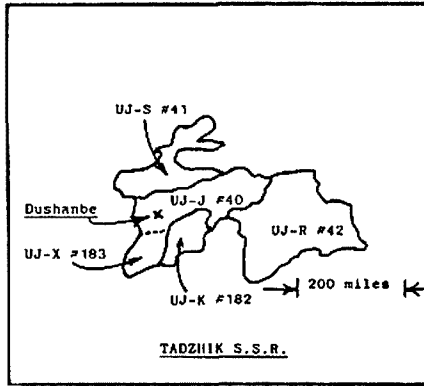 UJ-S #41
UJ-J #40
Dushanbe
UJ-R #42
UJ-X #183
200 miles
UJ-K #182
TADZHIK S.S.R.